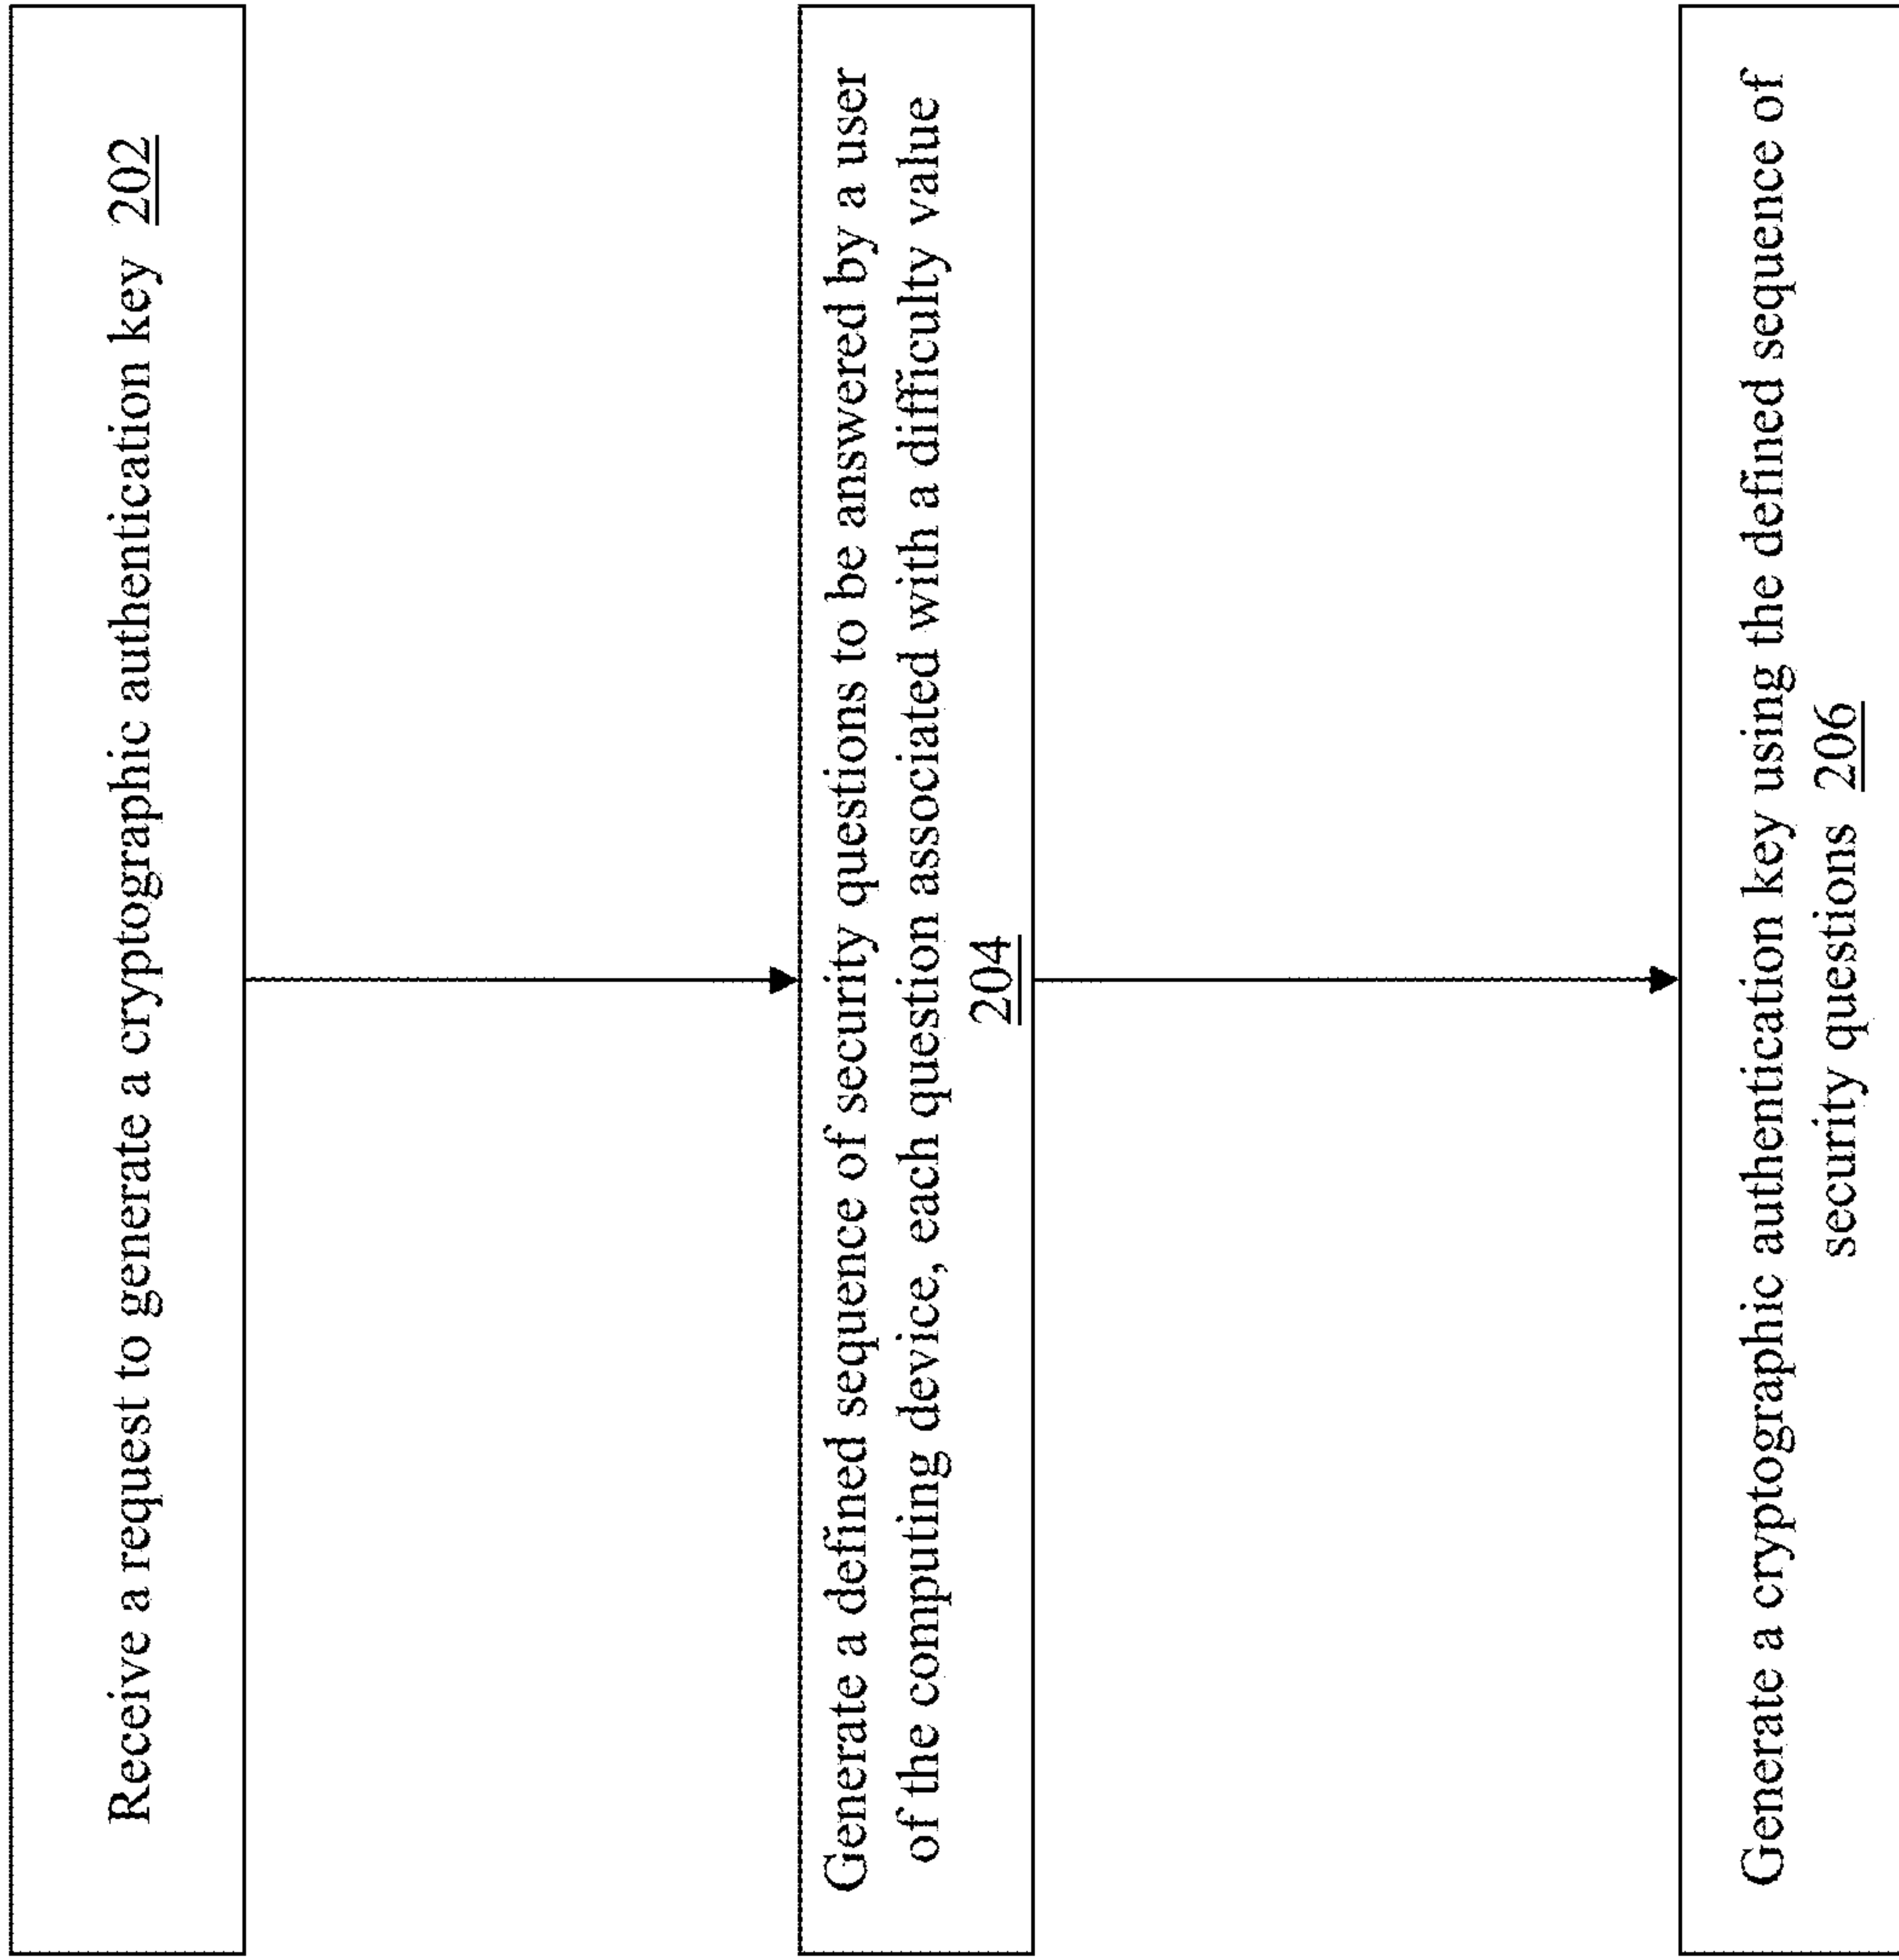 Receive a request to generate a cryptographic authentication key 202
Generate a defined sequence of security questions to be answered by a user
of the computing device, each question associated with a difficulty value
204
Generate a cryptographic authentication key using the defined sequence of
security questions 206